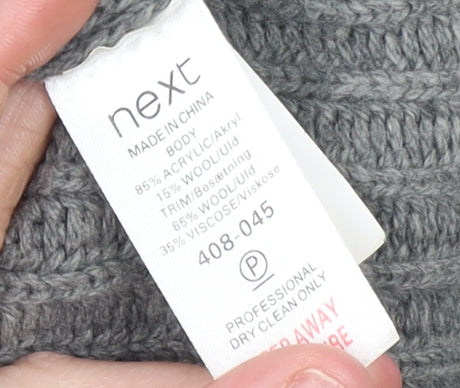 next
MADE IN CHINA
BODY
85% ACRYLIC/Akryl
15% WOOL/Uld
TRIM/Besætning
65% WOOL/Uld
35% VISCOSE/Viskose
408-045
P
PROFESSIONAL
DRY CLEAN ONLY
AWAY